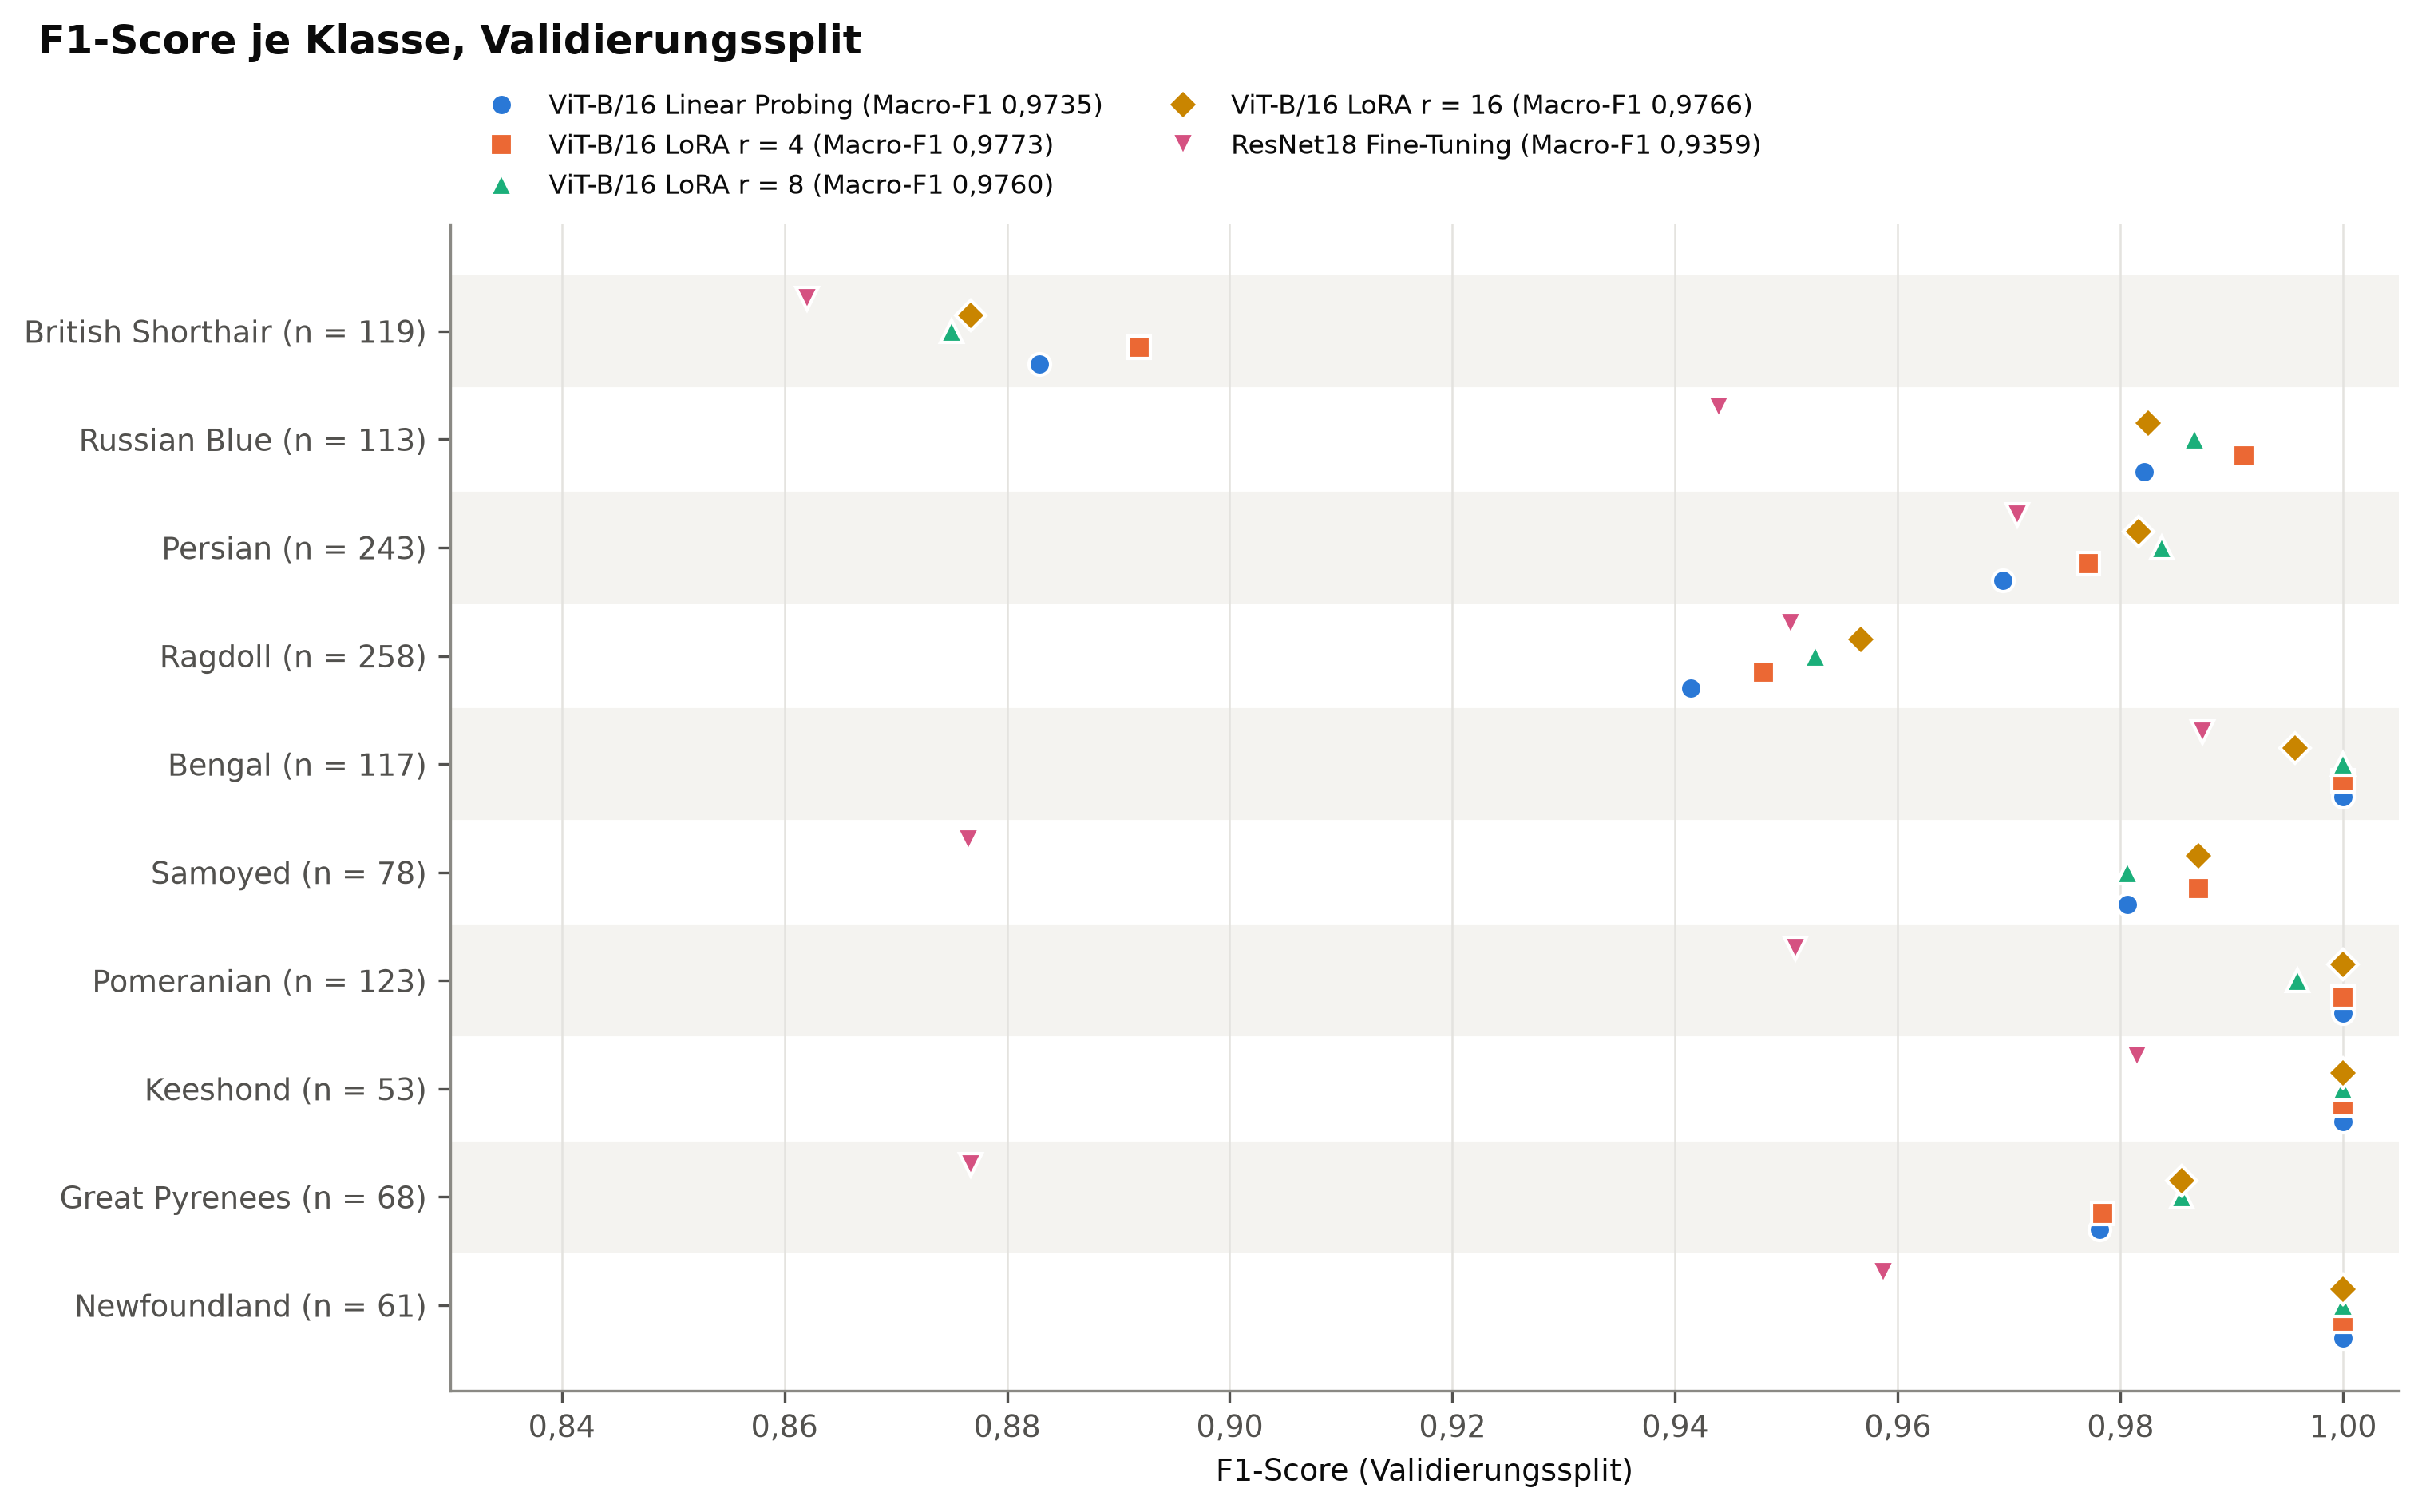 F1-Score je Klasse, Validierungssplit
ViT-B/16 Linear Probing (Macro-F1 0,9735)
ViT-B/16 LoRA r = 4 (Macro-F1 0,9773)
ViT-B/16 LoRA r = 8 (Macro-F1 0,9760)
ViT-B/16 LoRA r = 16 (Macro-F1 0,9766)
ResNet18 Fine-Tuning (Macro-F1 0,9359)
British Shorthair (n = 119)
Russian Blue (n = 113)
Persian (n = 243)
Ragdoll (n = 258)
Bengal (n = 117)
Samoyed (n = 78)
Pomeranian (n = 123)
Keeshond (n = 53)
Great Pyrenees (n = 68)
Newfoundland (n = 61)
0,84 0,86 0,88 0,90 0,92 0,94 0,96 0,98 1,00
F1-Score (Validierungssplit)